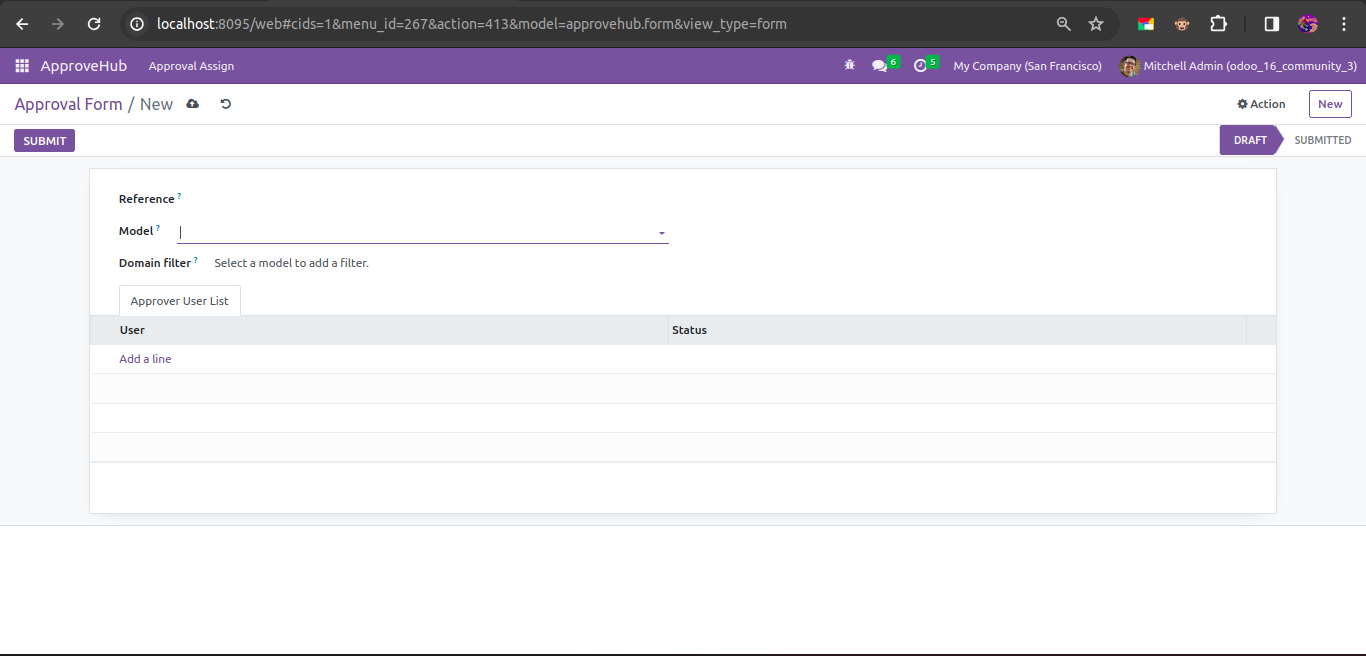 localhost:8095/web#cids=1&menu_id=267&action=413&model=approvehub.form&view_type=form
ApproveHub Approval Assign 6 5 My Company (San Francisco) Mitchell Admin (odoo_16_community_3)
Approval Form / New Action New
SUBMIT DRAFT SUBMITTED
Reference ?
Model ?
Domain filter ? Select a model to add a filter.
Approver User List
User Status
Add a line